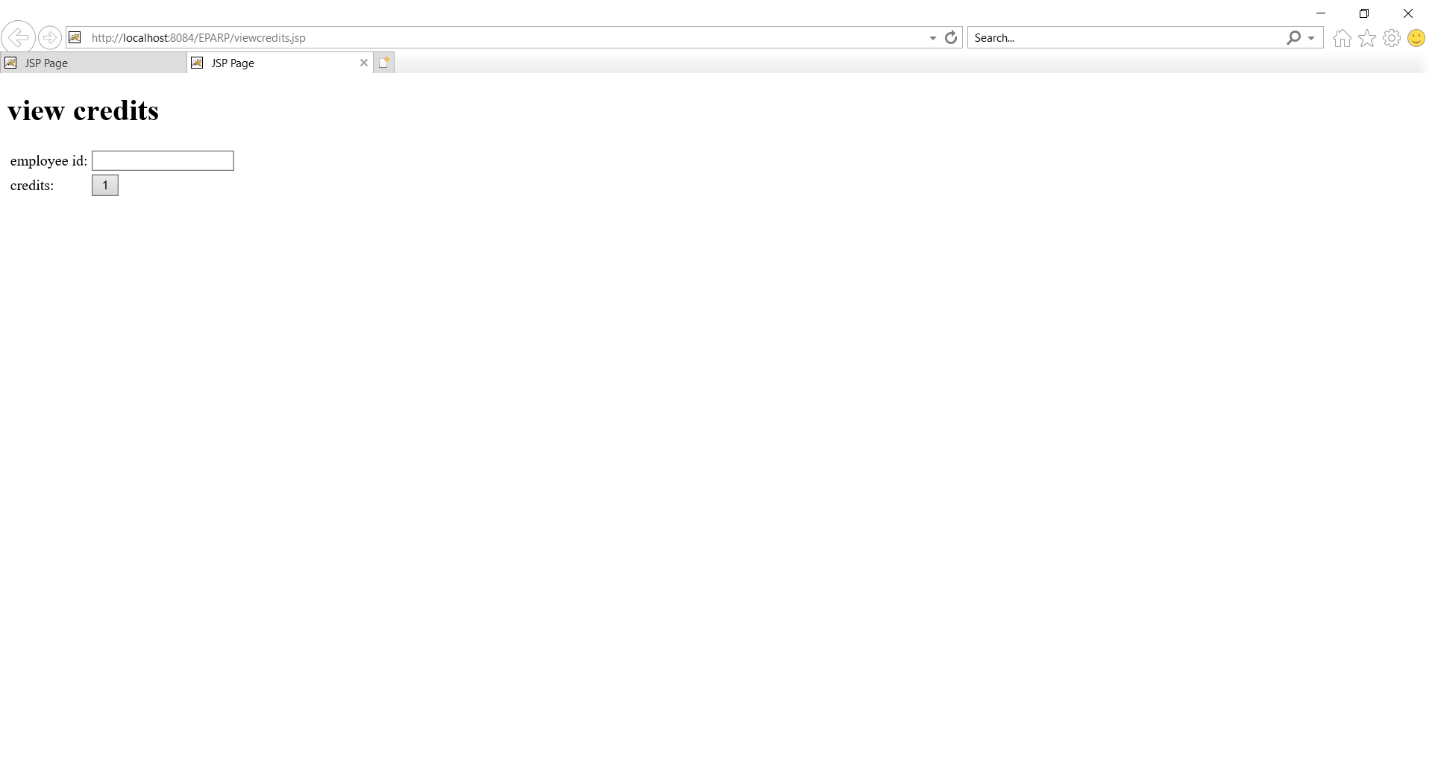 http://localhost:8084/EPARP/viewcredits.jsp
Search...
JSP Page
JSP Page
view credits
employee id:
credits: 1